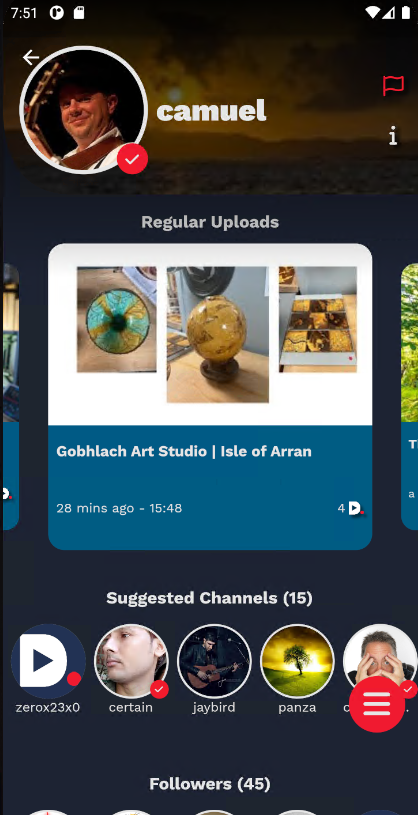 7:51
camuel
Regular Uploads
Gobhlach Art Studio | Isle of Arran
28 mins ago - 15:48
4
Suggested Channels (15)
zerox23x0
certain
jaybird
panza
Followers (45)